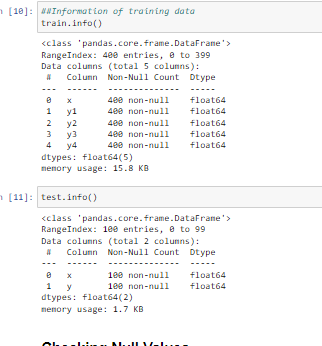 n [10]: ##Information of training data
train.info()
<class 'pandas.core.frame.DataFrame'>
RangeIndex: 400 entries, 0 to 399
Data columns (total 5 columns):
 #   Column  Non-Null Count  Dtype
---  ------  --------------  -----
 0   x       400 non-null    float64
 1   y1      400 non-null    float64
 2   y2      400 non-null    float64
 3   y3      400 non-null    float64
 4   y4      400 non-null    float64
dtypes: float64(5)
memory usage: 15.8 KB
n [11]: test.info()
<class 'pandas.core.frame.DataFrame'>
RangeIndex: 100 entries, 0 to 99
Data columns (total 2 columns):
 #   Column  Non-Null Count  Dtype
---  ------  --------------  -----
 0   x       100 non-null    float64
 1   y       100 non-null    float64
dtypes: float64(2)
memory usage: 1.7 KB
Checking Null Values